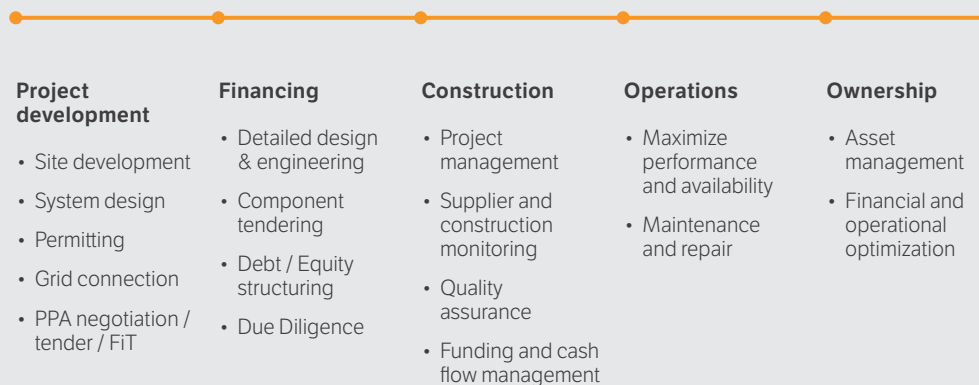 Project
development
• Site development
• System design
• Permitting
• Grid connection
• PPA negotiation /
tender / FiT
Financing
• Detailed design
& engineering
• Component
tendering
• Debt / Equity
structuring
• Due Diligence
Construction
• Project
management
• Supplier and
construction
monitoring
• Quality
assurance
• Funding and cash
flow management
Operations
• Maximize
performance
and availability
• Maintenance
and repair
Ownership
• Asset
management
• Financial and
operational
optimization